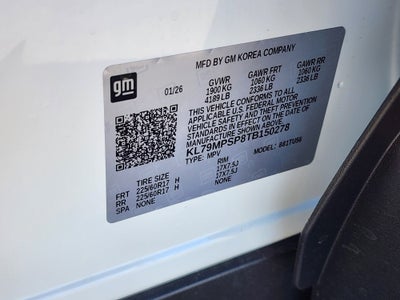 gm
MFD BY GM KOREA COMPANY
01/26
GVWR GAWR FRT GAWR RR
1900 KG 1060 KG 1060 KG
4189 LB 2336 LB 2336 LB
THIS VEHICLE CONFORMS TO ALL
APPLICABLE U.S. FEDERAL MOTOR
VEHICLE SAFETY AND THEFT PREVENTION
STANDARDS IN EFFECT ON THE DATE OF
MANUFACTURE SHOWN ABOVE.
KL79MPSP8TB150278
TYPE: MPV MODEL:
TIRE SIZE RIM
FRT 225/60R17 H 17X7.5J
RR 225/60R17 H 17X7.5J
SPA NONE NONE